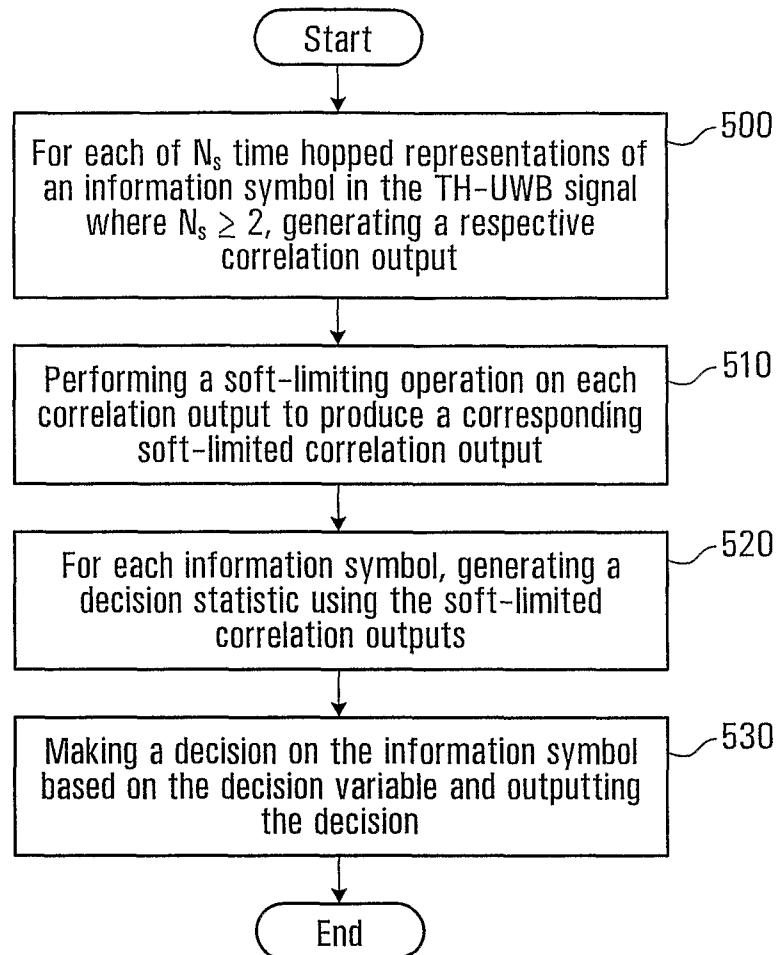 Start
500
For each of Ns time hopped representations of
an information symbol in the TH-UWB signal
where Ns ≥ 2, generating a respective
correlation output
510
Performing a soft-limiting operation on each
correlation output to produce a corresponding
soft-limited correlation output
520
For each information symbol, generating a
decision statistic using the soft-limited
correlation outputs
530
Making a decision on the information symbol
based on the decision variable and outputting
the decision
End